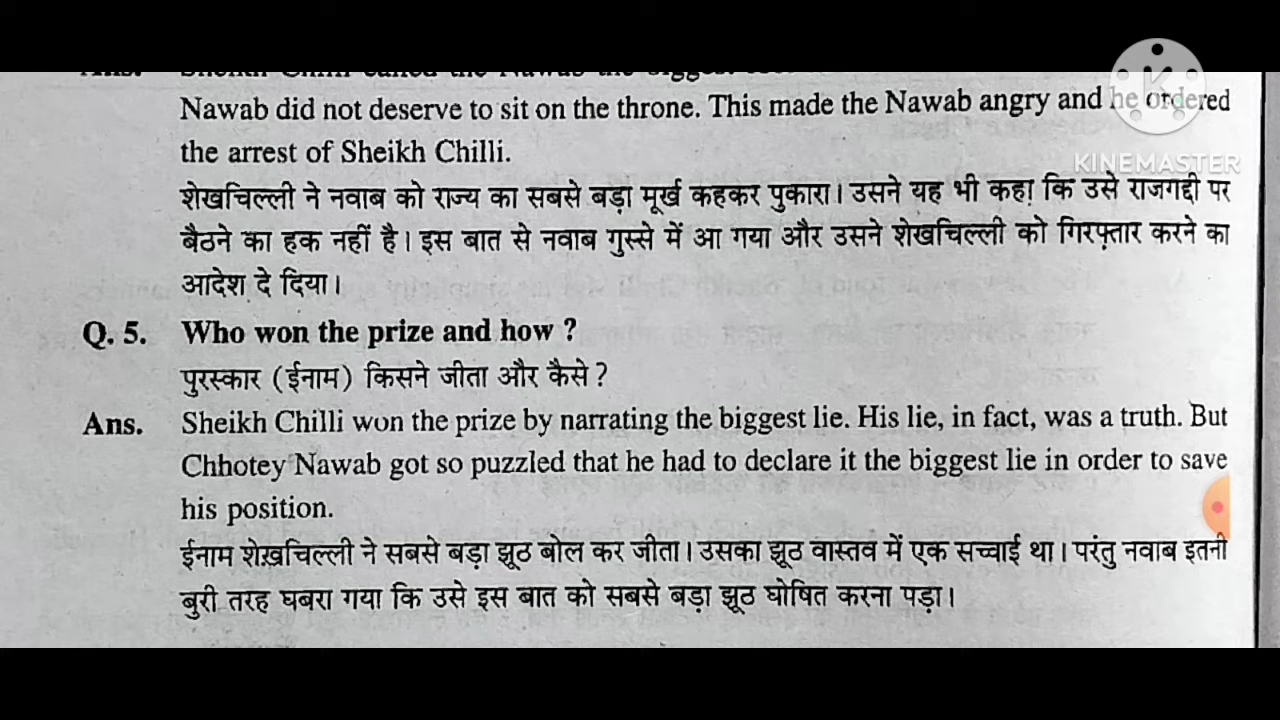 Nawab did not deserve to sit on the throne. This made the Nawab angry and he ordered
the arrest of Sheikh Chilli.
KINEMASTER
शेखचिल्ली ने नवाब को राज्य का सबसे बड़ा मूर्ख कहकर पुकारा। उसने यह भी कहा कि उसे राजगद्दी पर
बैठने का हक नहीं है। इस बात से नवाब गुस्से में आ गया और उसने शेखचिल्ली को गिरफ्तार करने का
आदेश दे दिया।
Q. 5. Who won the prize and how ?
पुरस्कार (ईनाम) किसने जीता और कैसे ?
Ans. Sheikh Chilli won the prize by narrating the biggest lie. His lie, in fact, was a truth. But
Chhotey Nawab got so puzzled that he had to declare it the biggest lie in order to save
his position.
ईनाम शेख़चिल्ली ने सबसे बड़ा झूठ बोल कर जीता। उसका झूठ वास्तव में एक सच्चाई था। परंतु नवाब इतनी
बुरी तरह घबरा गया कि उसे इस बात को सबसे बड़ा झूठ घोषित करना पड़ा।